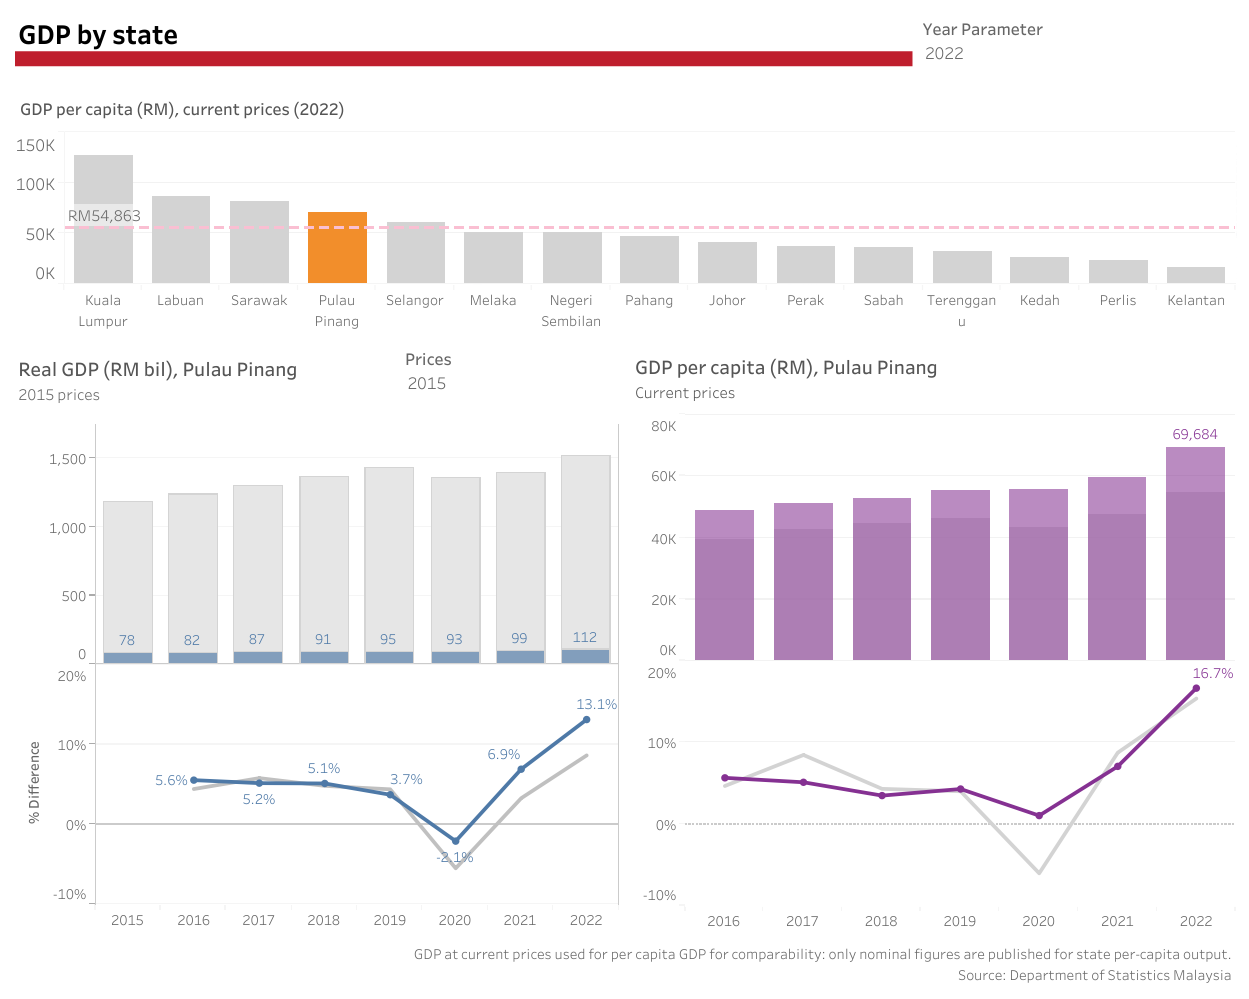 GDP by state
Year Parameter
2022
GDP per capita (RM), current prices (2022)
150K
100K
50K
0K
RM54,863
Kuala Lumpur
Labuan
Sarawak
Pulau Pinang
Selangor
Melaka
Negeri Sembilan
Pahang
Johor
Perak
Sabah
Terenggan
u
Kedah
Perlis
Kelantan
Real GDP (RM bil), Pulau Pinang
2015 prices
Prices
2015
1,500
1,000
500
0
78 82 87 91 95 93 99 112
20%
10%
0%
-10%
% Difference
5.6%
5.2%
5.1%
3.7%
-2.1%
6.9%
13.1%
2015 2016 2017 2018 2019 2020 2021 2022
GDP per capita (RM), Pulau Pinang
Current prices
80K
60K
40K
20K
0K
69,684
20%
10%
0%
-10%
16.7%
2016 2017 2018 2019 2020 2021 2022
GDP at current prices used for per capita GDP for comparability: only nominal figures are published for state per-capita output.
Source: Department of Statistics Malaysia